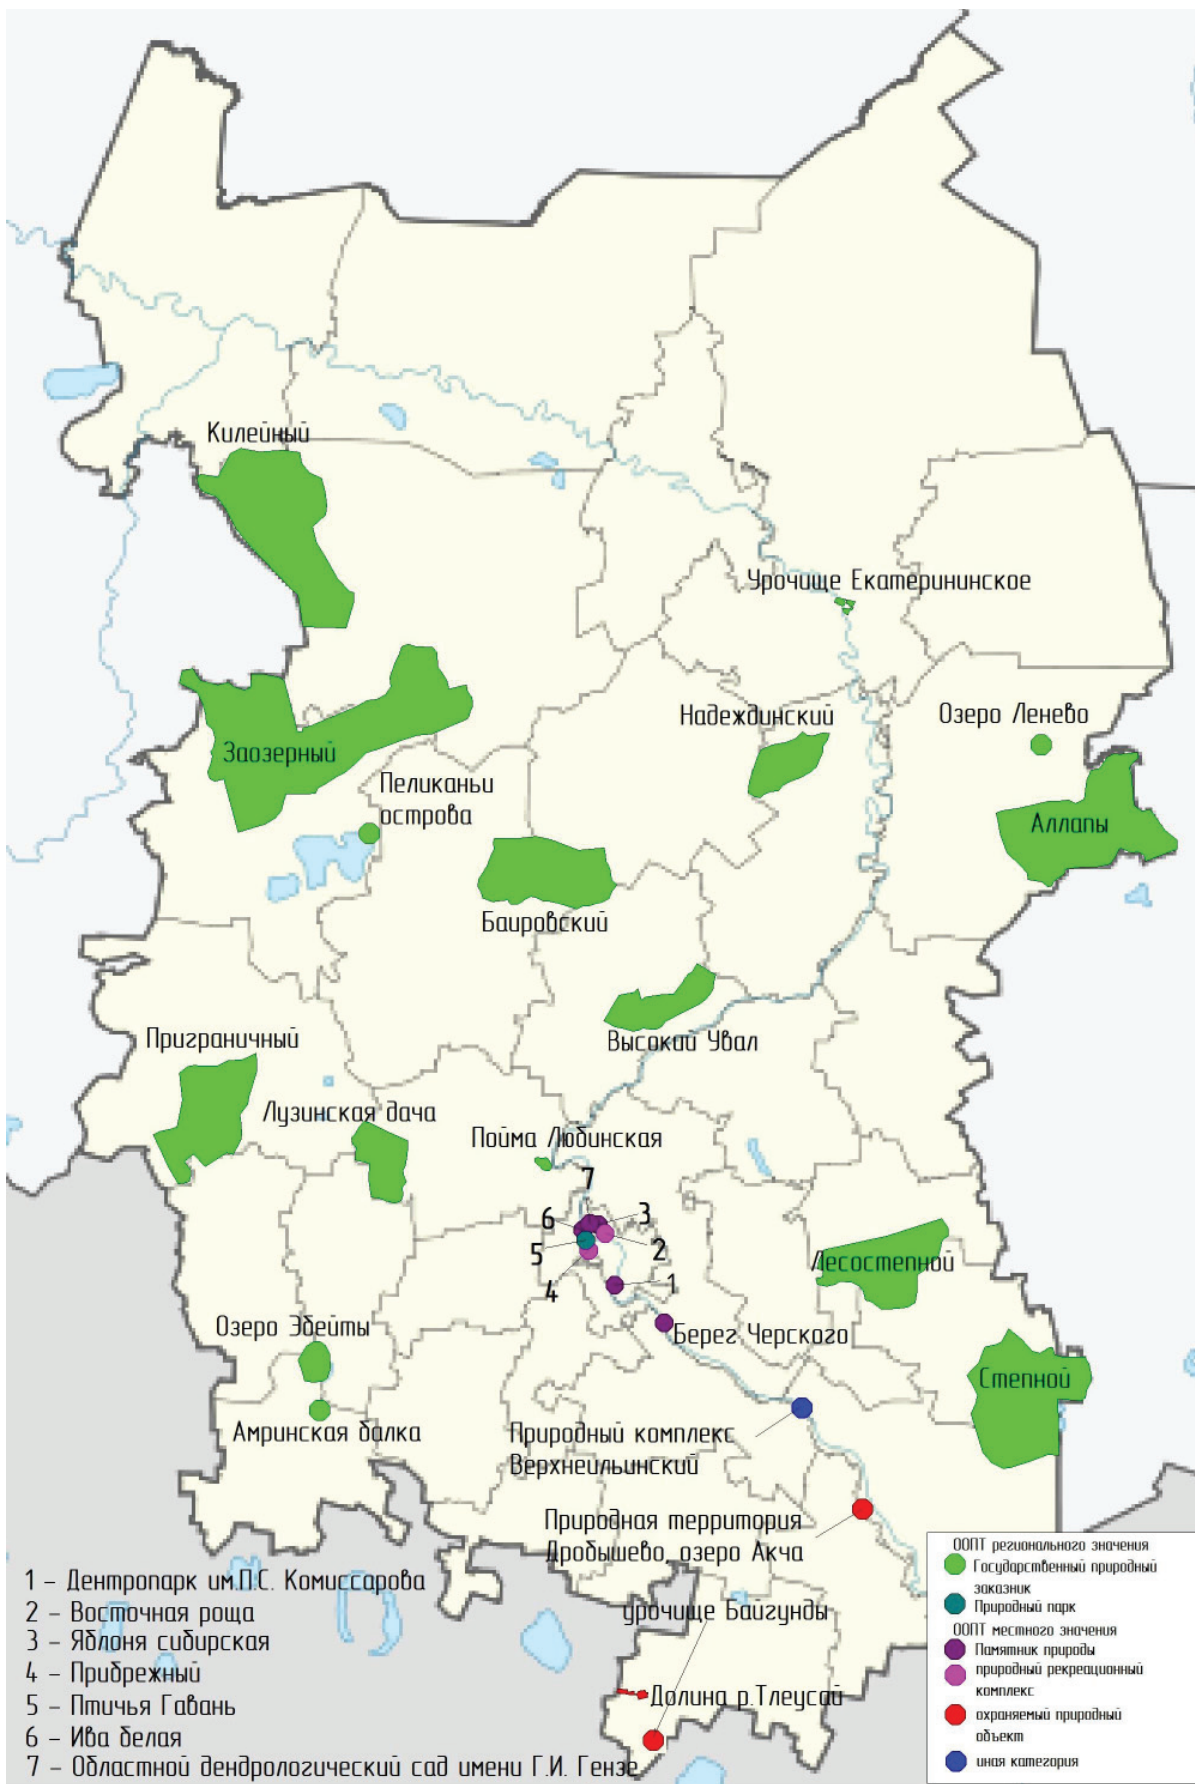 Килейный
Урочище Екатерининское
Надеждинский
Озеро Ленево
Заозерный
Пеликаньи
острова
Аллапы
Баировский
Приграничный
Высокий Увал
Лузинская дача
Пойма Любинская
7
6
3
5
2
4
1
Лесостепной
Озеро Эбейты
Берег Черского
Степной
Амринская балка
Природный комплекс
Верхнеильинский
Природная территория
Дробышево, озеро Акча
урочище Байгунды
Долина р.Тлеусай
1 - Дентропарк им.П.С. Комиссарова
2 - Восточная роща
3 - Яблоня сибирская
4 - Прибрежный
5 - Птичья Гавань
6 - Ива белая
7 - Областной дендрологический сад имени Г.И. Гензе
ООПТ регионального значения
Государственный природный
заказник
Природный парк
ООПТ местного значения
Памятник природы
природный рекреационный
комплекс
охраняемый природный
объект
иная категория